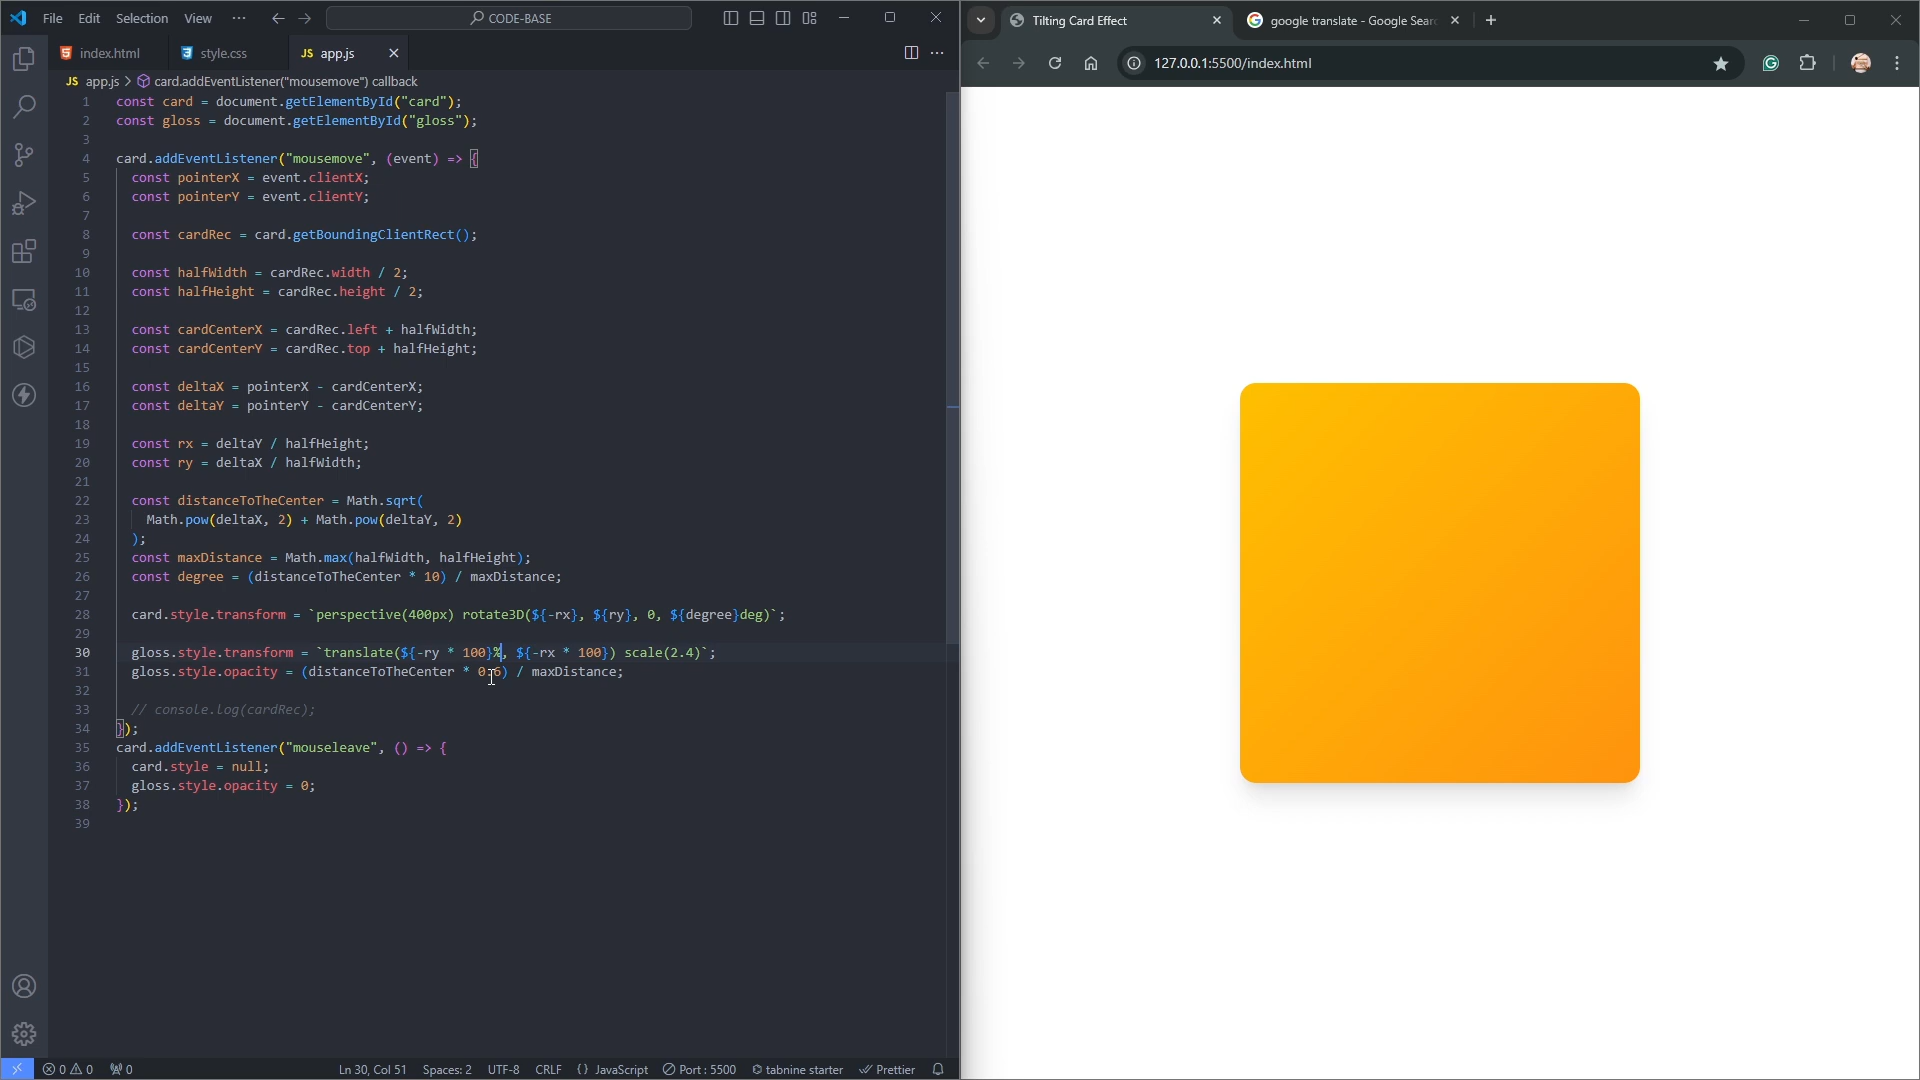 File Edit Selection View ··· CODE-BASE
index.html style.css JS app.js
JS app.js > card.addEventListener("mousemove") callback
1 const card = document.getElementById("card");
2 const gloss = document.getElementById("gloss");
3
4 card.addEventListener("mousemove", (event) => {
5 const pointerX = event.clientX;
6 const pointerY = event.clientY;
7
8 const cardRec = card.getBoundingClientRect();
9
10 const halfWidth = cardRec.width / 2;
11 const halfHeight = cardRec.height / 2;
12
13 const cardCenterX = cardRec.left + halfWidth;
14 const cardCenterY = cardRec.top + halfHeight;
15
16 const deltaX = pointerX - cardCenterX;
17 const deltaY = pointerY - cardCenterY;
18
19 const rx = deltaY / halfHeight;
20 const ry = deltaX / halfWidth;
21
22 const distanceToTheCenter = Math.sqrt(
23 Math.pow(deltaX, 2) + Math.pow(deltaY, 2)
24 );
25 const maxDistance = Math.max(halfWidth, halfHeight);
26 const degree = (distanceToTheCenter * 10) / maxDistance;
27
28 card.style.transform = `perspective(400px) rotate3D(${-rx}, ${ry}, 0, ${degree}deg)`;
29
30 gloss.style.transform = `translate(${-ry * 100}%, ${-rx * 100}) scale(2.4)`;
31 gloss.style.opacity = (distanceToTheCenter * 0.6) / maxDistance;
32
33 // console.log(cardRec);
34 });
35 card.addEventListener("mouseleave", () => {
36 card.style = null;
37 gloss.style.opacity = 0;
38 });
39
0 0 0 Ln 30, Col 51 Spaces: 2 UTF-8 CRLF {} JavaScript Port : 5500 tabnine starter Prettier
Tilting Card Effect google translate - Google Sear
127.0.0.1:5500/index.html